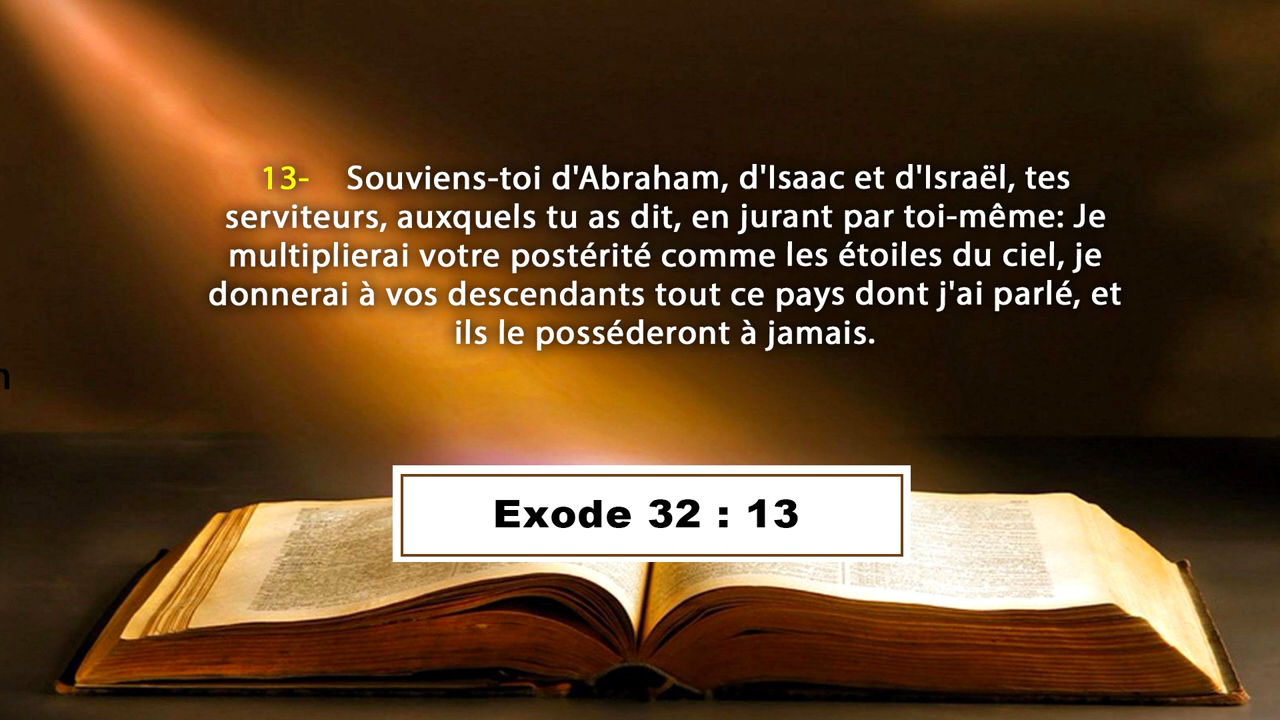 13- Souviens-toi d'Abraham, d'Isaac et d'Israël, tes
serviteurs, auxquels tu as dit, en jurant par toi-même: Je
multiplierai votre postérité comme les étoiles du ciel, je
donnerai à vos descendants tout ce pays dont j'ai parlé, et
ils le posséderont à jamais.
Exode 32 : 13